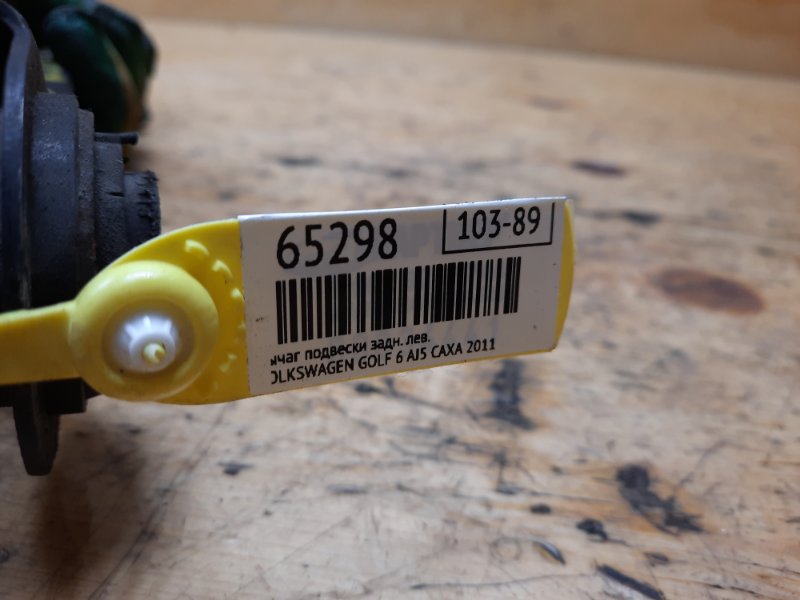 65298 103-89
ычаг подвески задн. лев.
OLKSWAGEN GOLF 6 AJ5 CAXA 2011